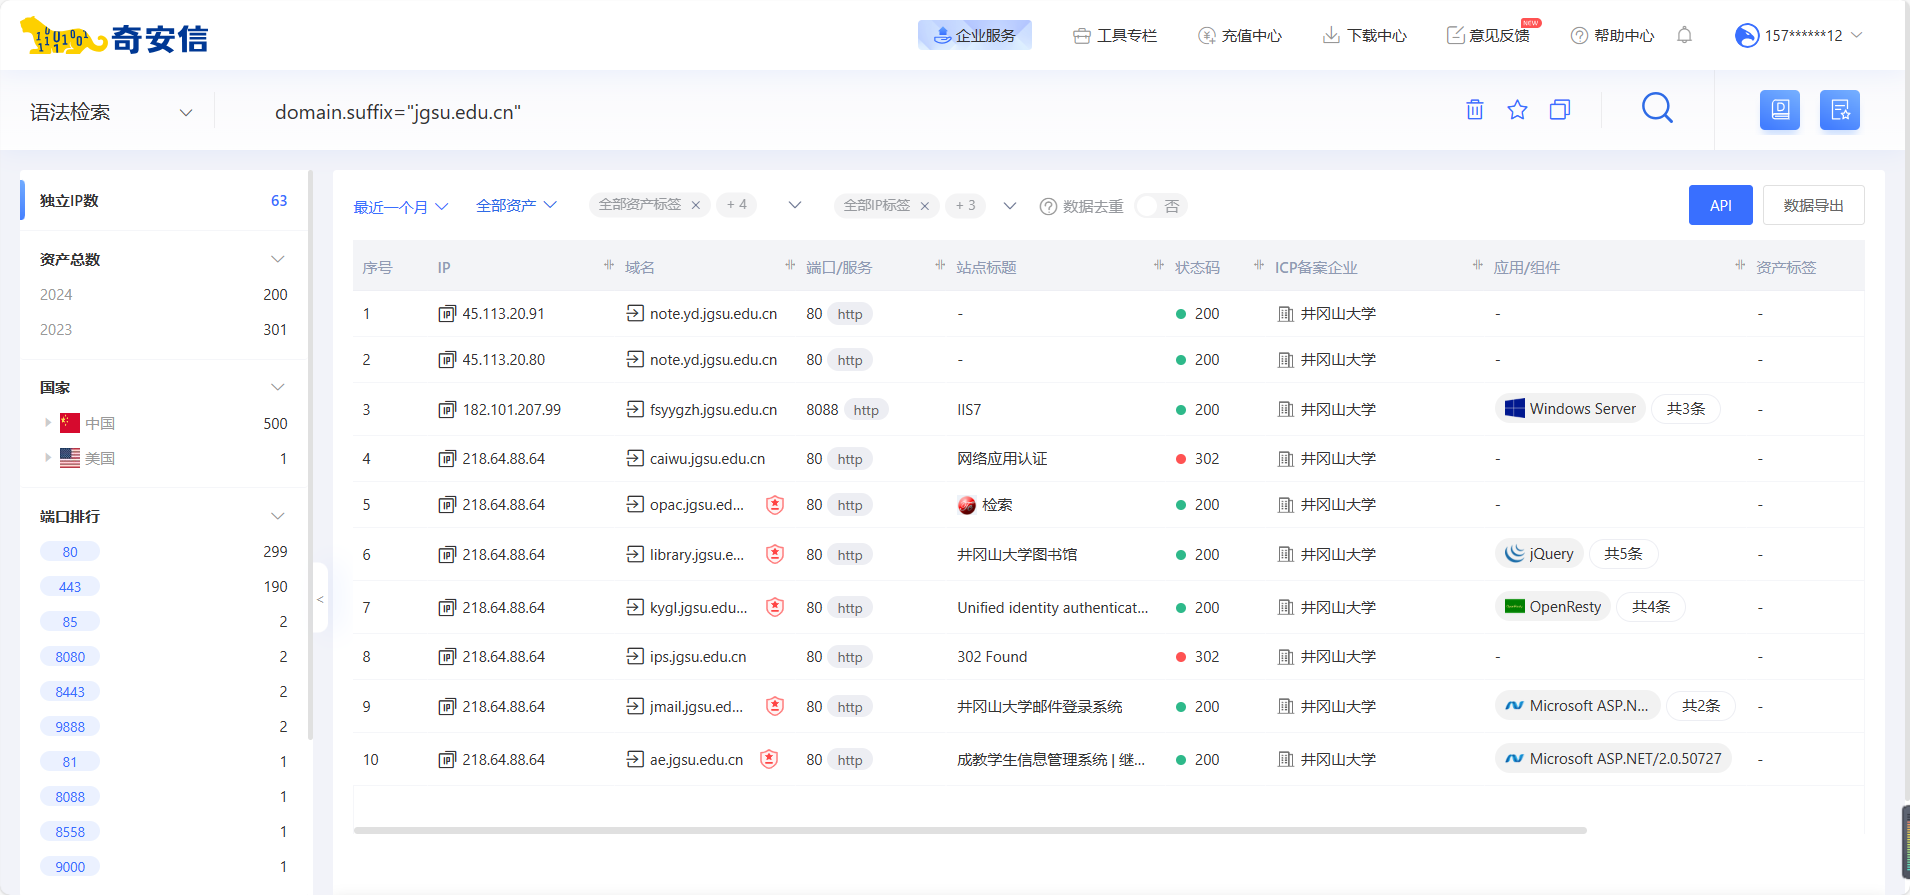 奇安信
企业服务
工具专栏
充值中心
下载中心
意见反馈
NEW
帮助中心
157******12
语法检索
domain.suffix="jgsu.edu.cn"
独立IP数 63
资产总数
2024 200
2023 301
国家
中国 500
美国 1
端口排行
80 299
443 190
85 2
8080 2
8443 2
9888 2
81 1
8088 1
8558 1
9000 1
<
最近一个月 全部资产 全部资产标签 × + 4 全部IP标签 × + 3 数据去重 否 API 数据导出
序号 IP 域名 端口/服务 站点标题 状态码 ICP备案企业 应用/组件 资产标签
1 IP 45.113.20.91 note.yd.jgsu.edu.cn 80 http - 200 井冈山大学 - -
2 IP 45.113.20.80 note.yd.jgsu.edu.cn 80 http - 200 井冈山大学 - -
3 IP 182.101.207.99 fsyygzh.jgsu.edu.cn 8088 http IIS7 200 井冈山大学 Windows Server 共3条 -
4 IP 218.64.88.64 caiwu.jgsu.edu.cn 80 http 网络应用认证 302 井冈山大学 - -
5 IP 218.64.88.64 opac.jgsu.ed... 80 http 检索 200 井冈山大学 - -
6 IP 218.64.88.64 library.jgsu.e... 80 http 井冈山大学图书馆 200 井冈山大学 jQuery 共5条 -
7 IP 218.64.88.64 kygl.jgsu.edu... 80 http Unified identity authenticat... 200 井冈山大学 OpenResty 共4条 -
8 IP 218.64.88.64 ips.jgsu.edu.cn 80 http 302 Found 302 井冈山大学 - -
9 IP 218.64.88.64 jmail.jgsu.ed... 80 http 井冈山大学邮件登录系统 200 井冈山大学 Microsoft ASP.N... 共2条 -
10 IP 218.64.88.64 ae.jgsu.edu.cn 80 http 成教学生信息管理系统 | 继... 200 井冈山大学 Microsoft ASP.NET/2.0.50727 -